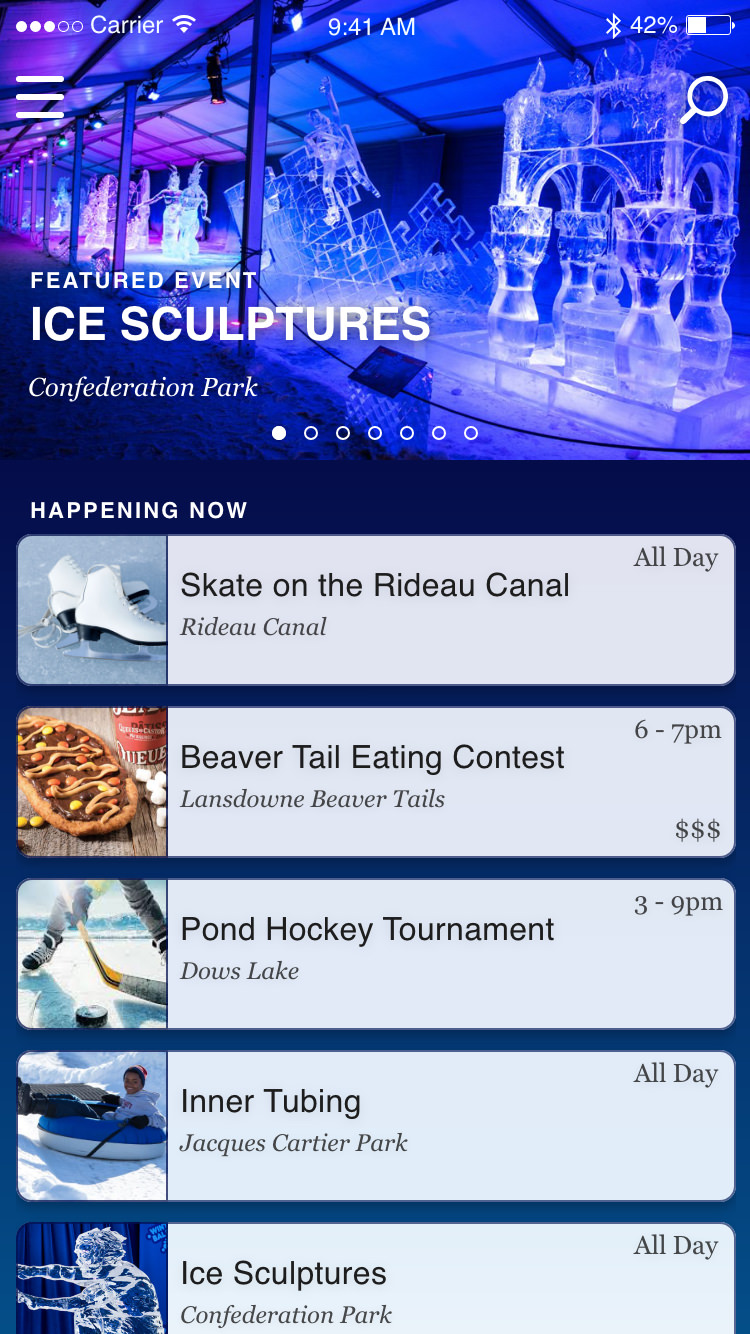 Carrier 9:41 AM 42%
FEATURED EVENT
ICE SCULPTURES
Confederation Park
HAPPENING NOW
All Day
Skate on the Rideau Canal
Rideau Canal
6 - 7pm
Beaver Tail Eating Contest
Lansdowne Beaver Tails
$$$
3 - 9pm
Pond Hockey Tournament
Dows Lake
All Day
Inner Tubing
Jacques Cartier Park
All Day
Ice Sculptures
Confederation Park